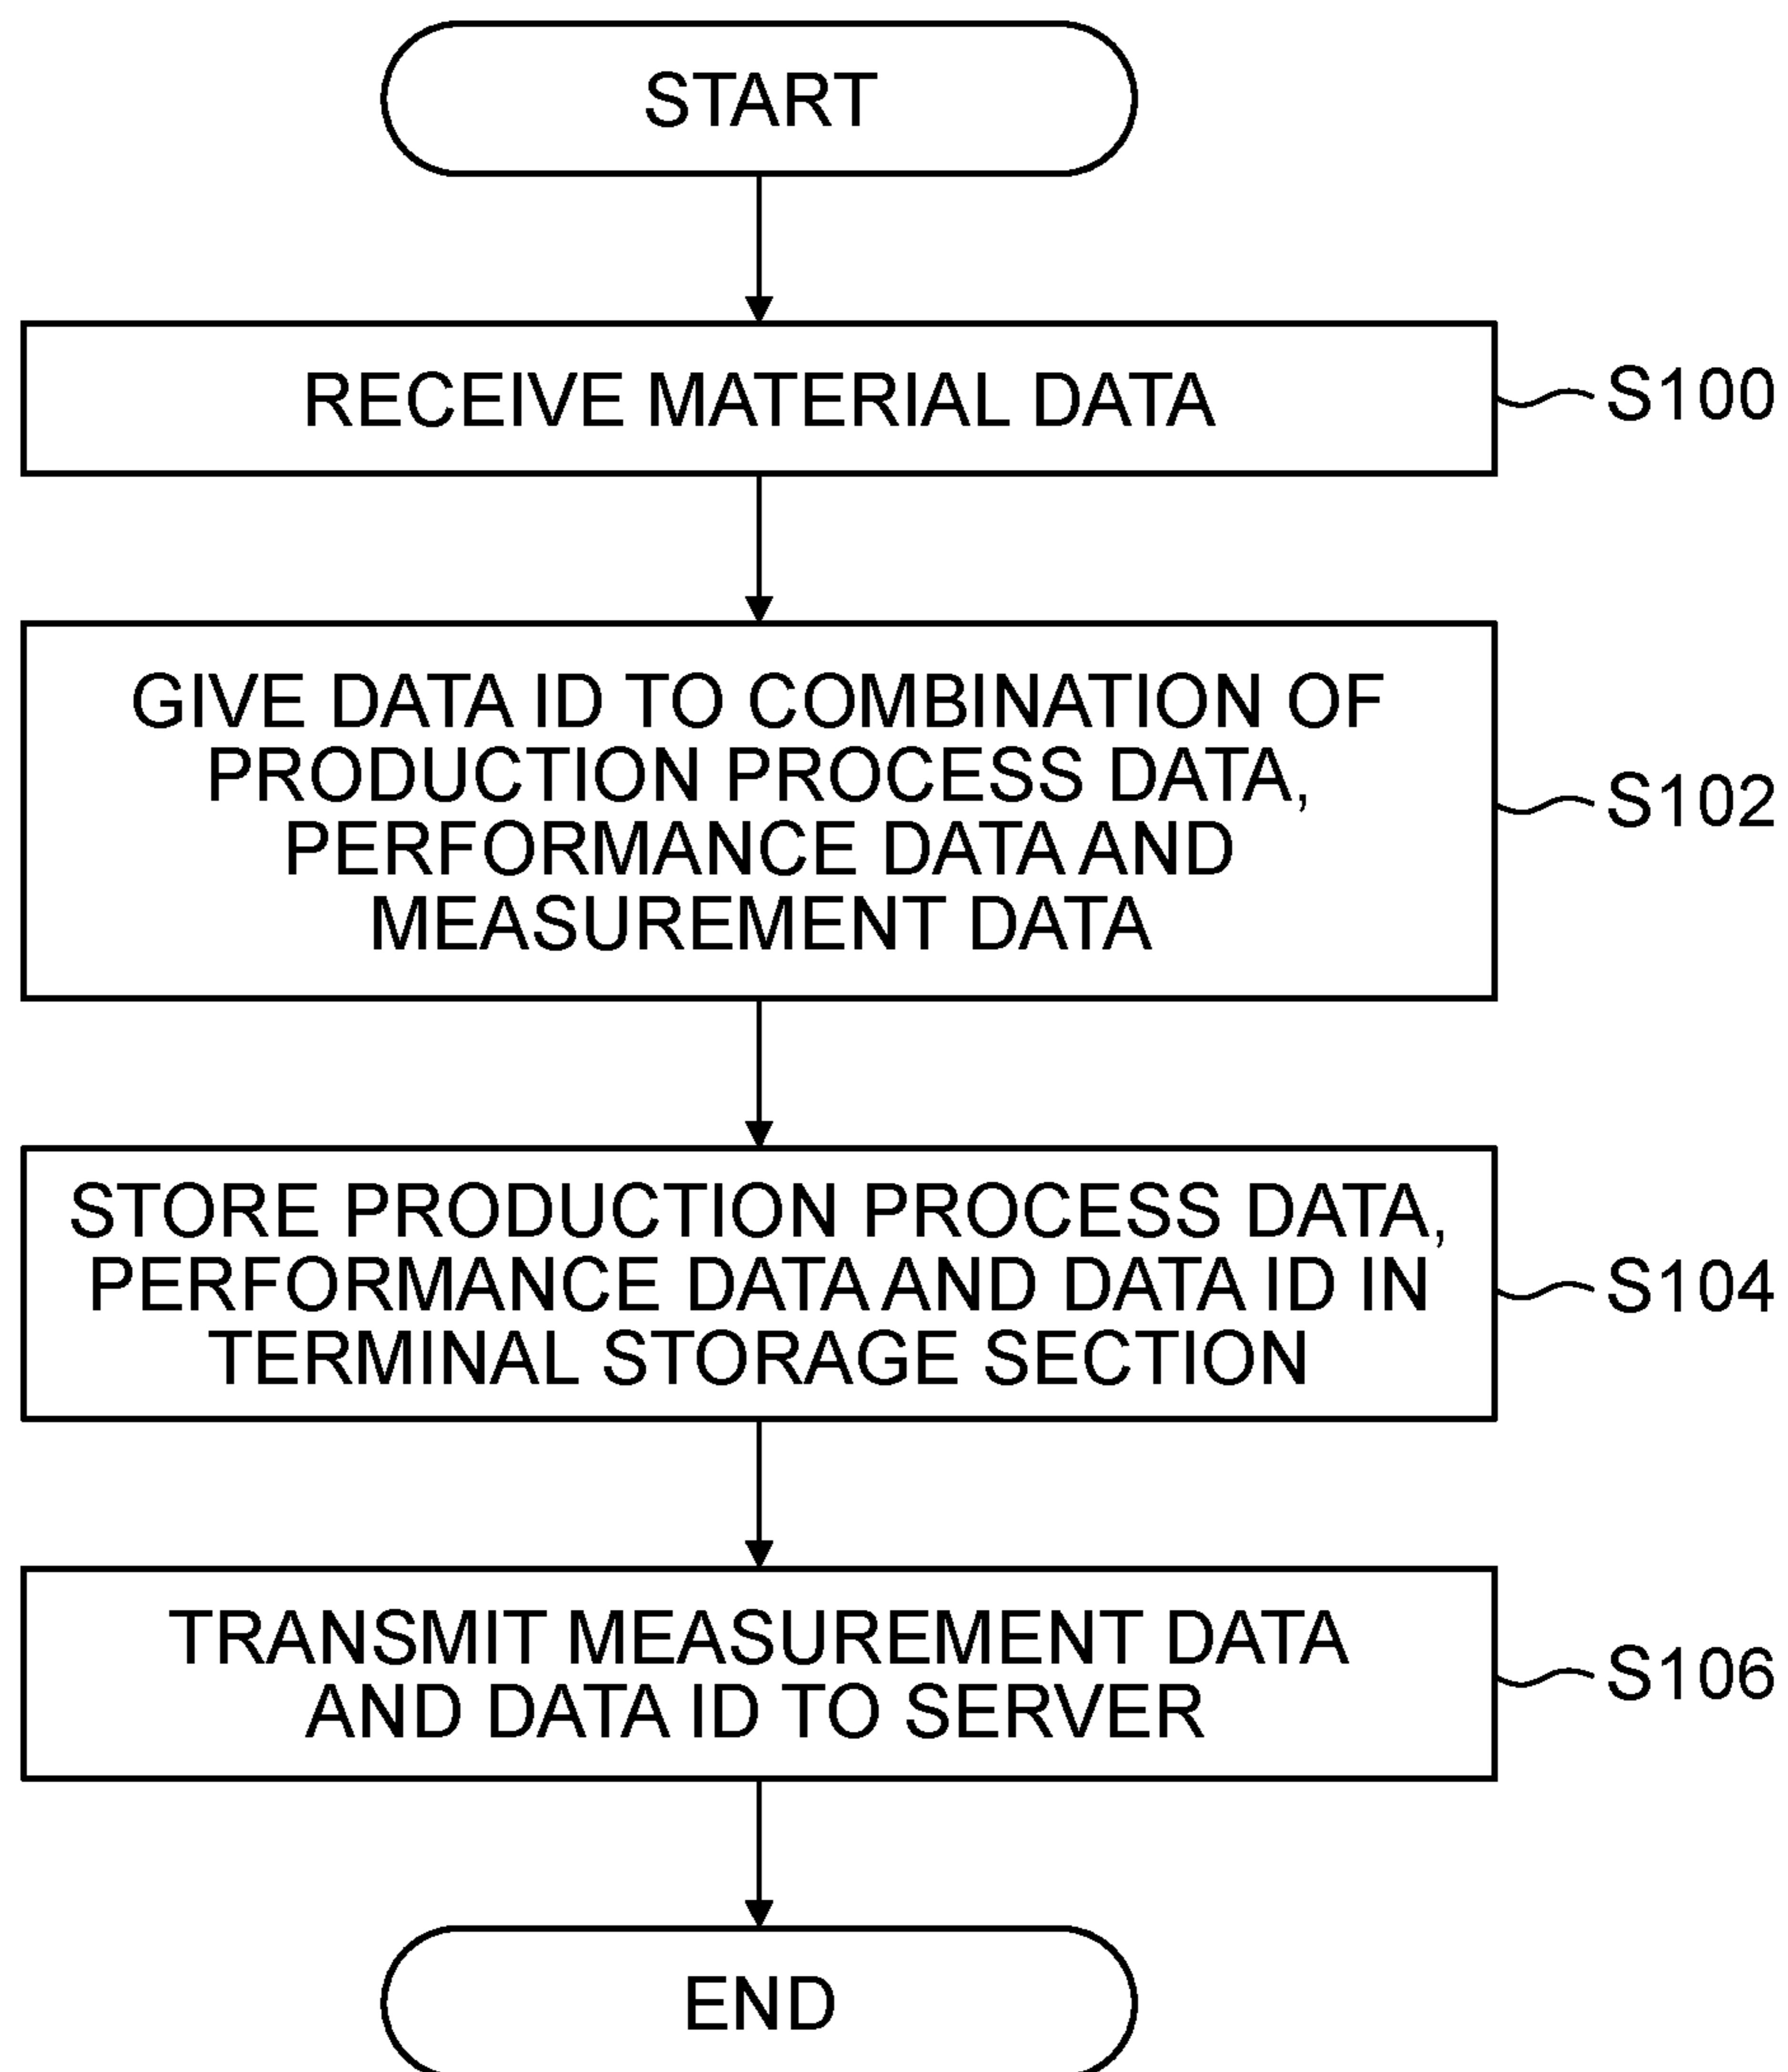 START
RECEIVE MATERIAL DATA
S100
GIVE DATA ID TO COMBINATION OF
PRODUCTION PROCESS DATA,
PERFORMANCE DATA AND
MEASUREMENT DATA
S102
STORE PRODUCTION PROCESS DATA,
PERFORMANCE DATA AND DATA ID IN
TERMINAL STORAGE SECTION
S104
TRANSMIT MEASUREMENT DATA
AND DATA ID TO SERVER
S106
END